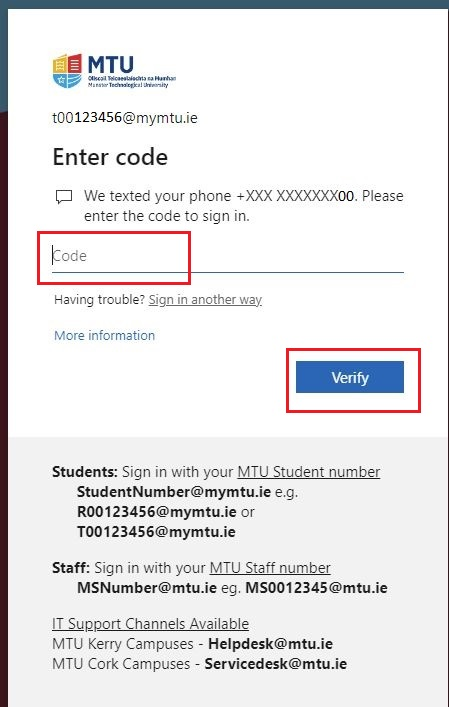 MTU
Ollscoil Teicneolaíochta na Mumhan
Munster Technological University
t00123456@mymtu.ie
Enter code
We texted your phone +XXX XXXXXXX00. Please
enter the code to sign in.
Code
Having trouble? Sign in another way
More information
Verify
Students: Sign in with your MTU Student number
StudentNumber@mymtu.ie e.g.
R00123456@mymtu.ie or
T00123456@mymtu.ie
Staff: Sign in with your MTU Staff number
MSNumber@mtu.ie eg. MS0012345@mtu.ie
IT Support Channels Available
MTU Kerry Campuses - Helpdesk@mtu.ie
MTU Cork Campuses - Servicedesk@mtu.ie